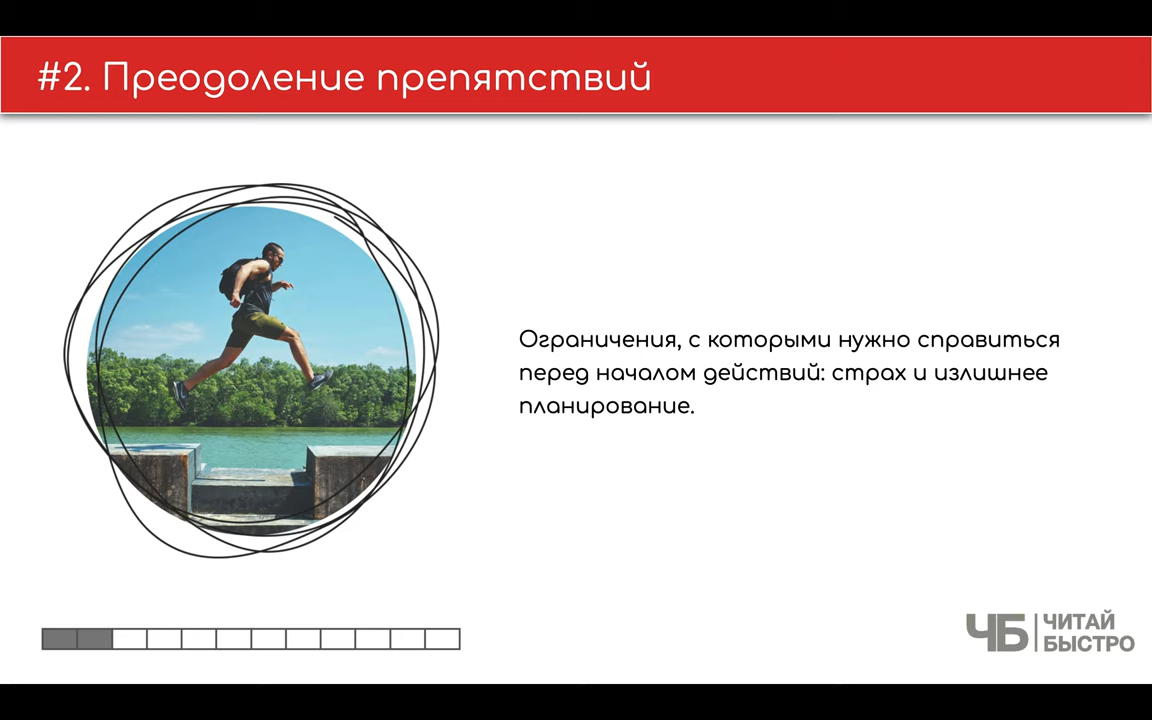 #2. Преодоление препятствий
Ограничения, с которыми нужно справиться
перед началом действий: страх и излишнее
планирование.
ЧБ
ЧИТАЙ
БЫСТРО